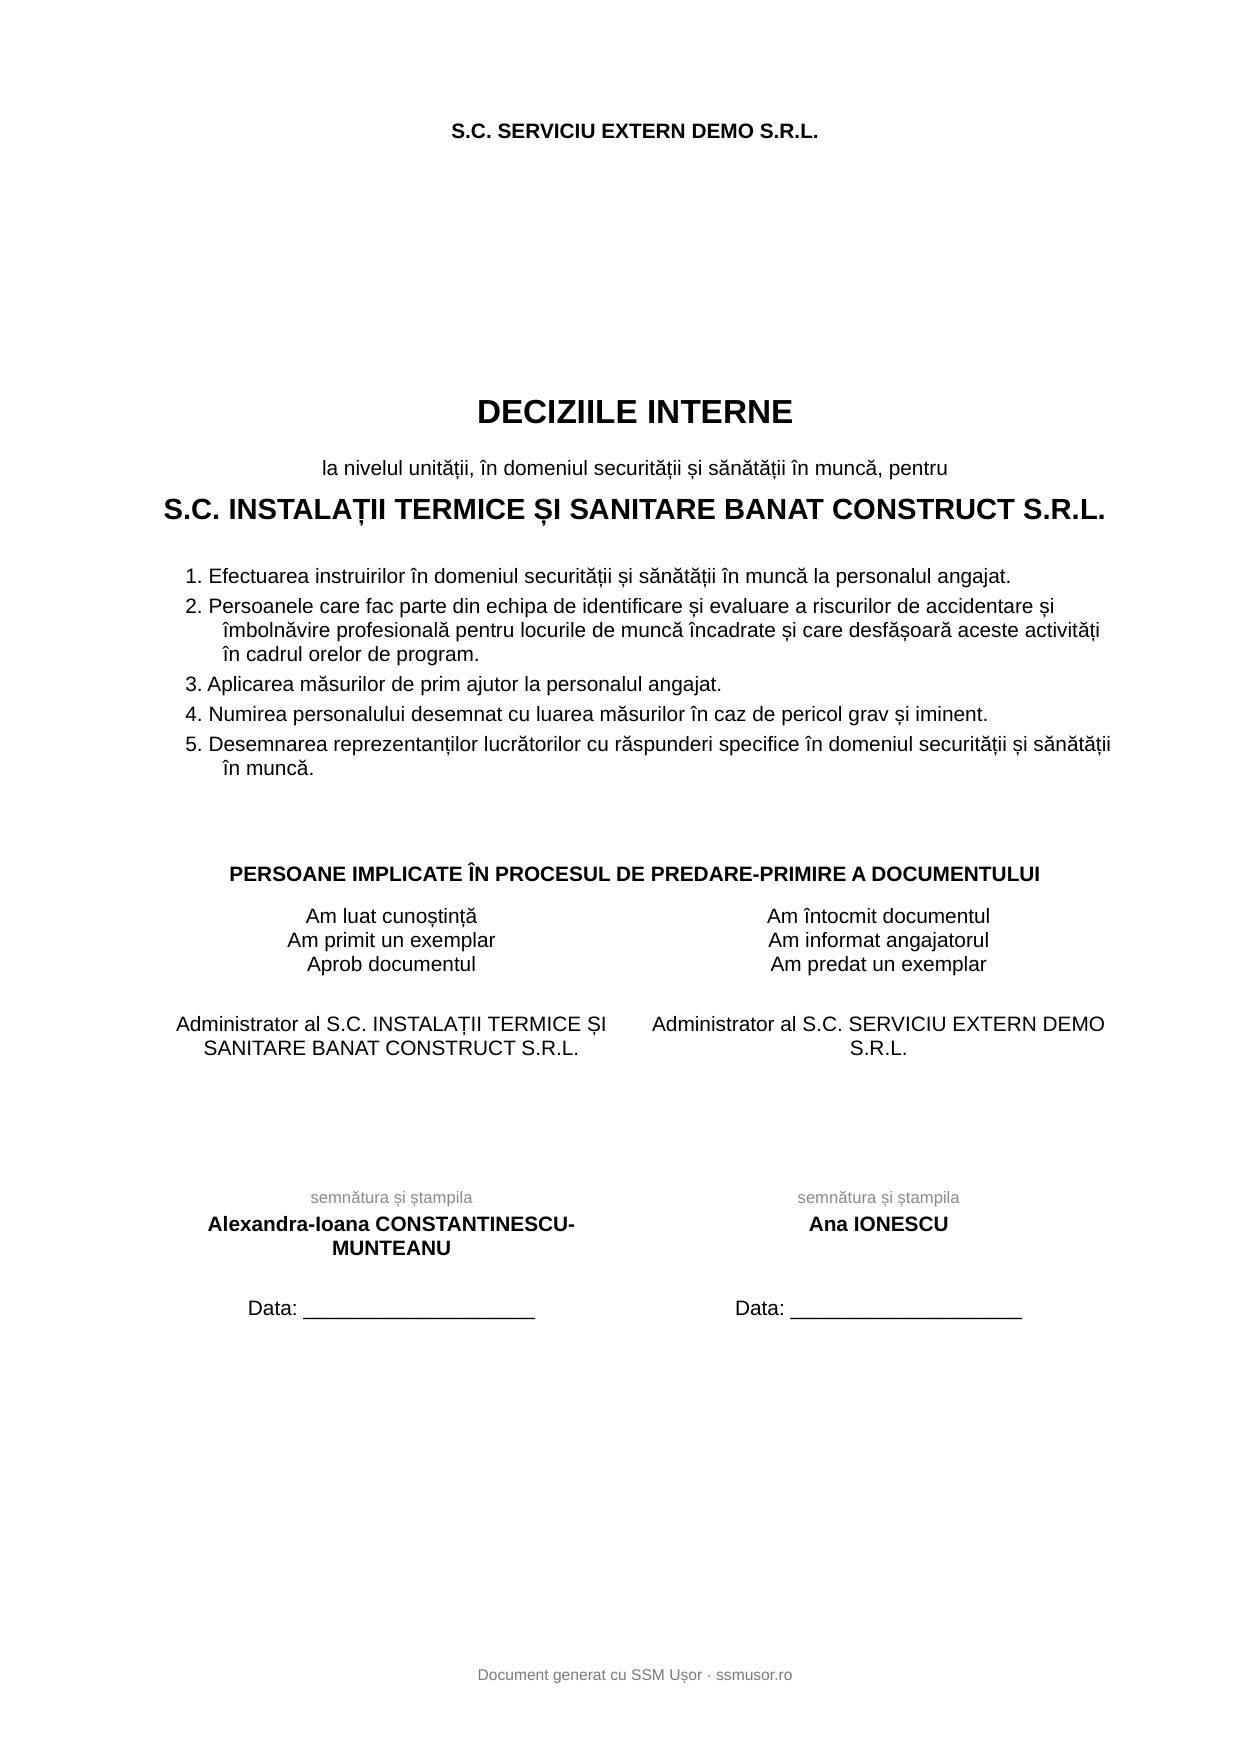 S.C. SERVICIU EXTERN DEMO S.R.L.
DECIZIILE INTERNE
la nivelul unității, în domeniul securității și sănătății în muncă, pentru
S.C. INSTALAȚII TERMICE ȘI SANITARE BANAT CONSTRUCT S.R.L.
1. Efectuarea instruirilor în domeniul securității și sănătății în muncă la personalul angajat.
2. Persoanele care fac parte din echipa de identificare și evaluare a riscurilor de accidentare și
îmbolnăvire profesională pentru locurile de muncă încadrate și care desfășoară aceste activități
în cadrul orelor de program.
3. Aplicarea măsurilor de prim ajutor la personalul angajat.
4. Numirea personalului desemnat cu luarea măsurilor în caz de pericol grav și iminent.
5. Desemnarea reprezentanților lucrătorilor cu răspunderi specifice în domeniul securității și sănătății
în muncă.
PERSOANE IMPLICATE ÎN PROCESUL DE PREDARE-PRIMIRE A DOCUMENTULUI
Am luat cunoștință
Am primit un exemplar
Aprob documentul
Administrator al S.C. INSTALAȚII TERMICE ȘI
SANITARE BANAT CONSTRUCT S.R.L.
semnătura și ștampila
Alexandra-Ioana CONSTANTINESCU-
MUNTEANU
Data: _____________________
Am întocmit documentul
Am informat angajatorul
Am predat un exemplar
Administrator al S.C. SERVICIU EXTERN DEMO
S.R.L.
semnătura și ștampila
Ana IONESCU
Data: _____________________
Document generat cu SSM Ușor · ssmusor.ro